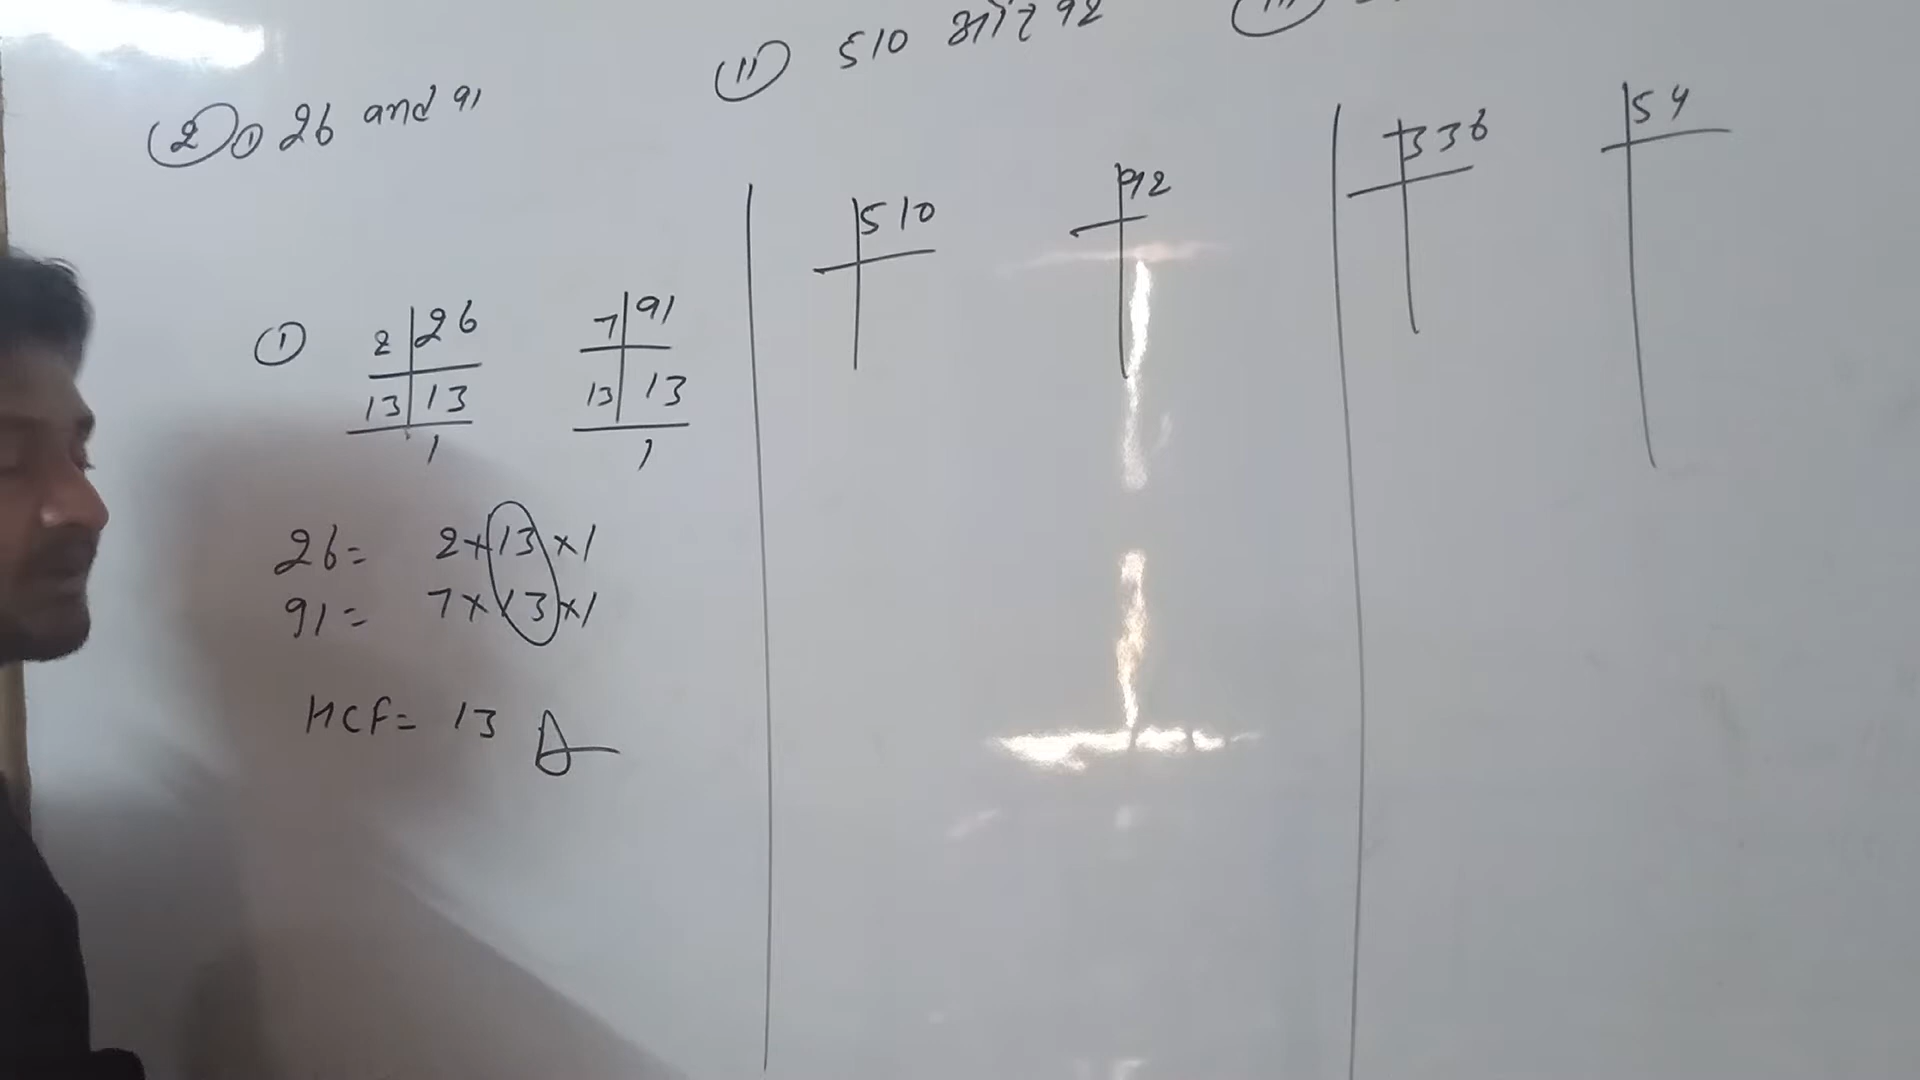 (2) (i) 26 and 91
(ii) 510 और 92
(i)
2 | 26
13 | 13
1
7 | 91
13 | 13
1
26 = 2 × 13 × 1
91 = 7 × 13 × 1
HCF = 13 A
510
92
336
54